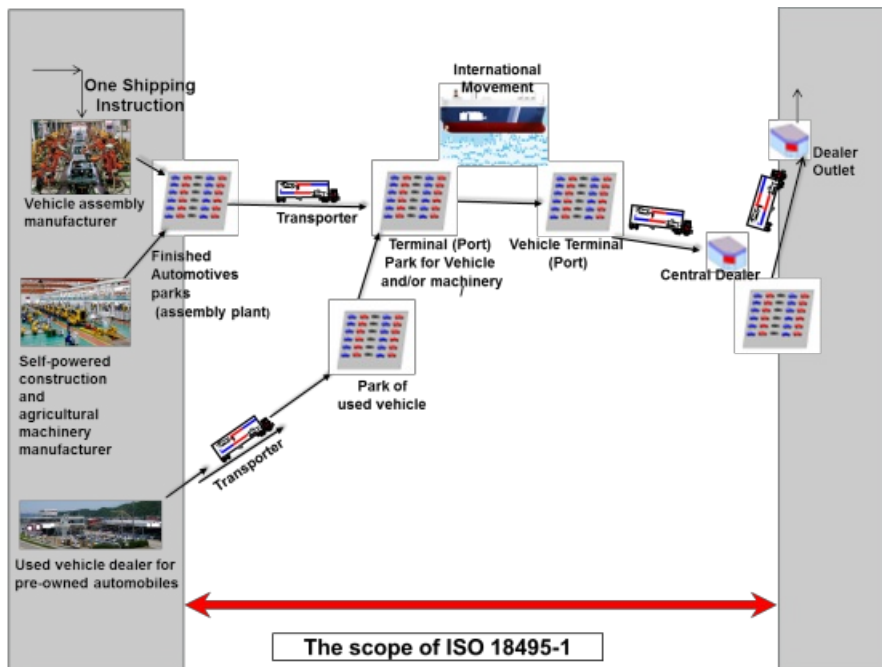 One Shipping
Instruction
Vehicle assembly
manufacturer
Finished
Automotives
parks
(assembly plant)
Self-powered
construction
and
agricultural
machinery
manufacturer
Used vehicle dealer for
pre-owned automobiles
Transporter
Transporter
Park of
used vehicle
Terminal (Port)
Park for Vehicle
and/or machinery)
International
Movement
Vehicle Terminal
(Port)
Central Dealer
Dealer
Outlet
The scope of ISO 18495-1